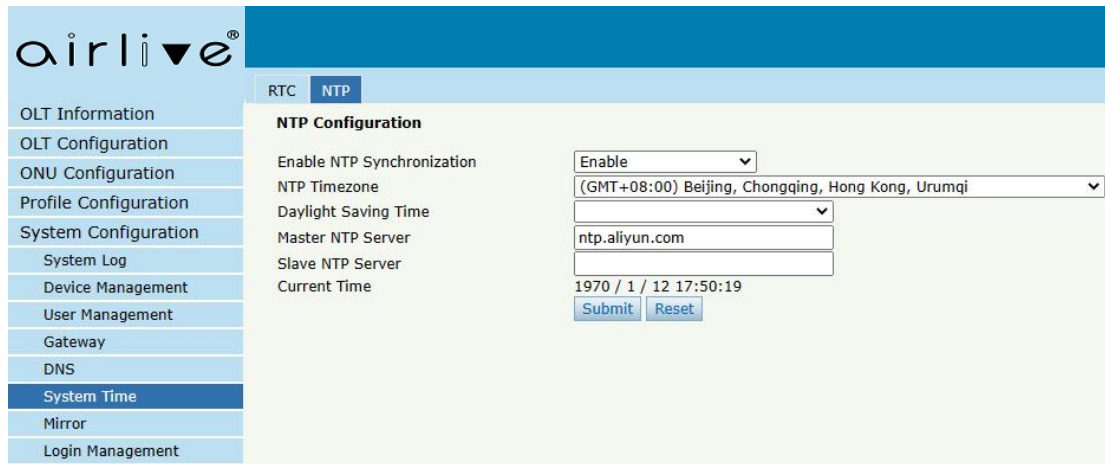 airlive®
RTC NTP
OLT Information
OLT Configuration
ONU Configuration
Profile Configuration
System Configuration
System Log
Device Management
User Management
Gateway
DNS
System Time
Mirror
Login Management
NTP Configuration
Enable NTP Synchronization Enable
NTP Timezone (GMT+08:00) Beijing, Chongqing, Hong Kong, Urumqi
Daylight Saving Time
Master NTP Server ntp.aliyun.com
Slave NTP Server
Current Time 1970 / 1 / 12 17:50:19
Submit Reset